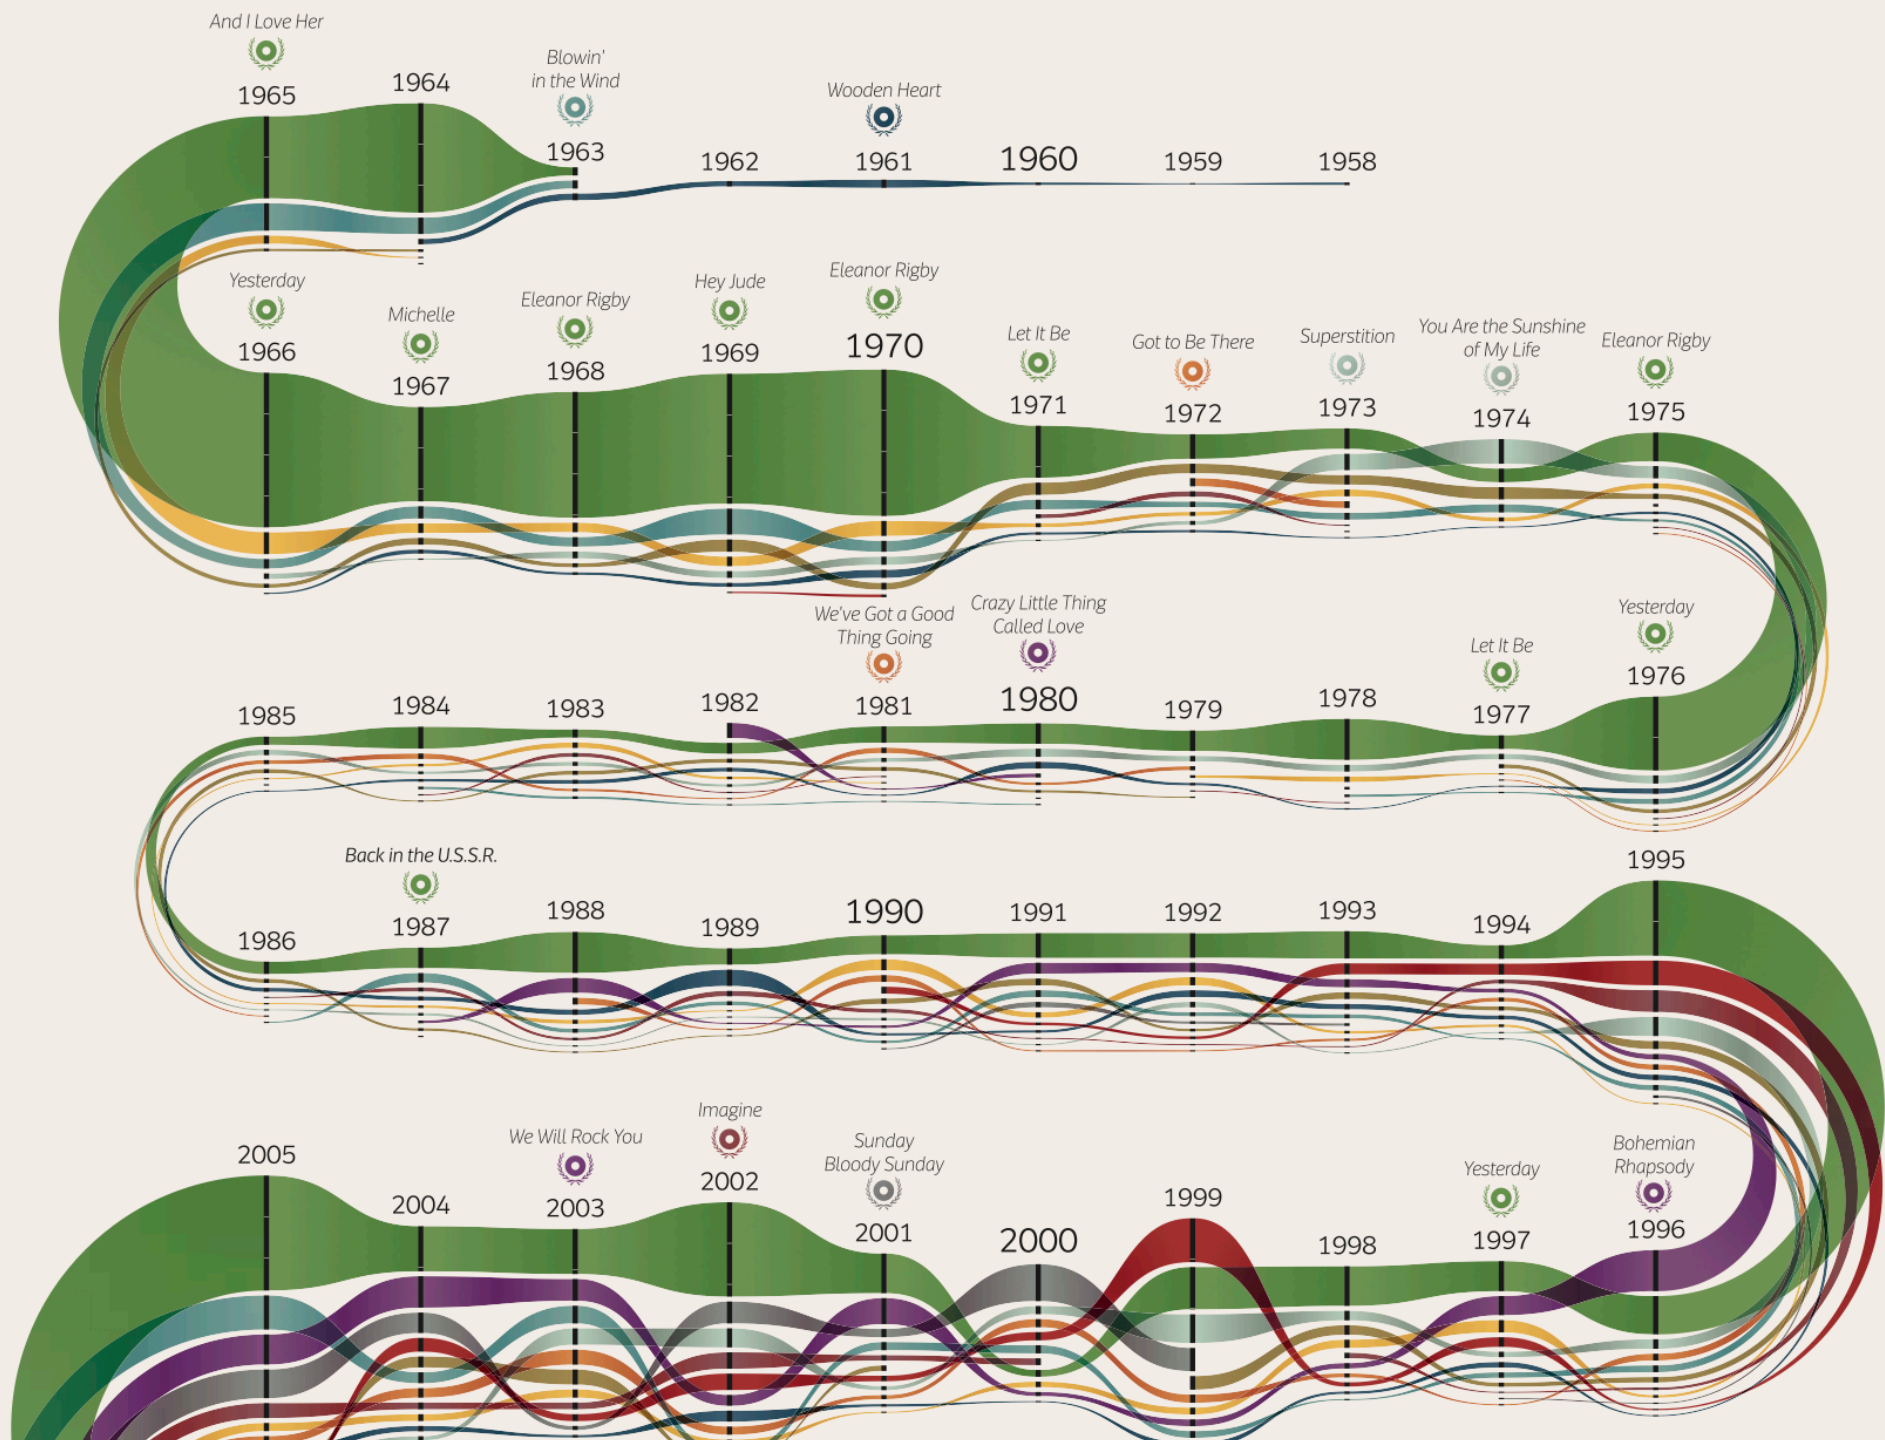 And I Love Her
1965
1964
Blowin'
in the Wind
1963
1962
Wooden Heart
1961
1960
1959
1958
Yesterday
1966
Michelle
1967
Eleanor Rigby
1968
Hey Jude
1969
Eleanor Rigby
1970
Let It Be
1971
Got to Be There
1972
Superstition
1973
You Are the Sunshine
of My Life
1974
Eleanor Rigby
1975
1985
1984
1983
1982
We've Got a Good
Thing Going
1981
Crazy Little Thing
Called Love
1980
1979
1978
Let It Be
1977
Yesterday
1976
1986
Back in the U.S.S.R.
1987
1988
1989
1990
1991
1992
1993
1994
1995
2005
2004
We Will Rock You
2003
Imagine
2002
Sunday
Bloody Sunday
2001
2000
1999
1998
Yesterday
1997
Bohemian
Rhapsody
1996